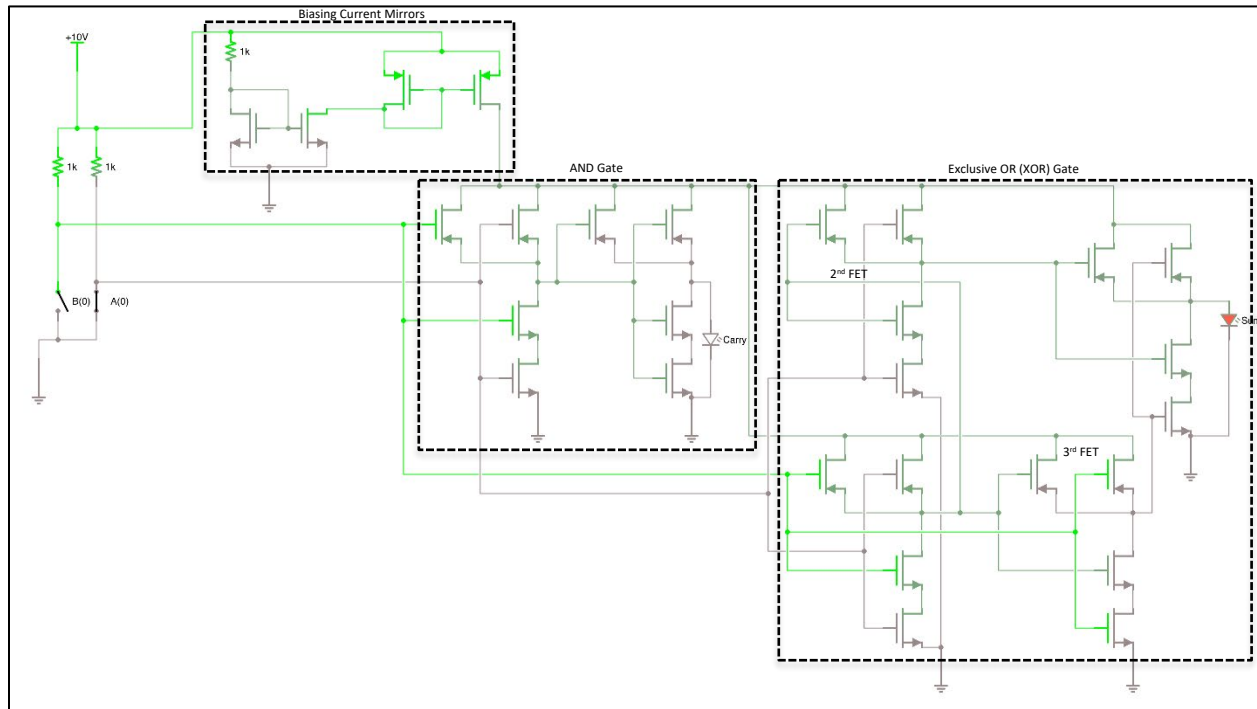 Biasing Current Mirrors
+10V
1k
1k
1k
AND Gate
Exclusive OR (XOR) Gate
2nd FET
B(0)
A(0)
Carry
Sum
3rd FET